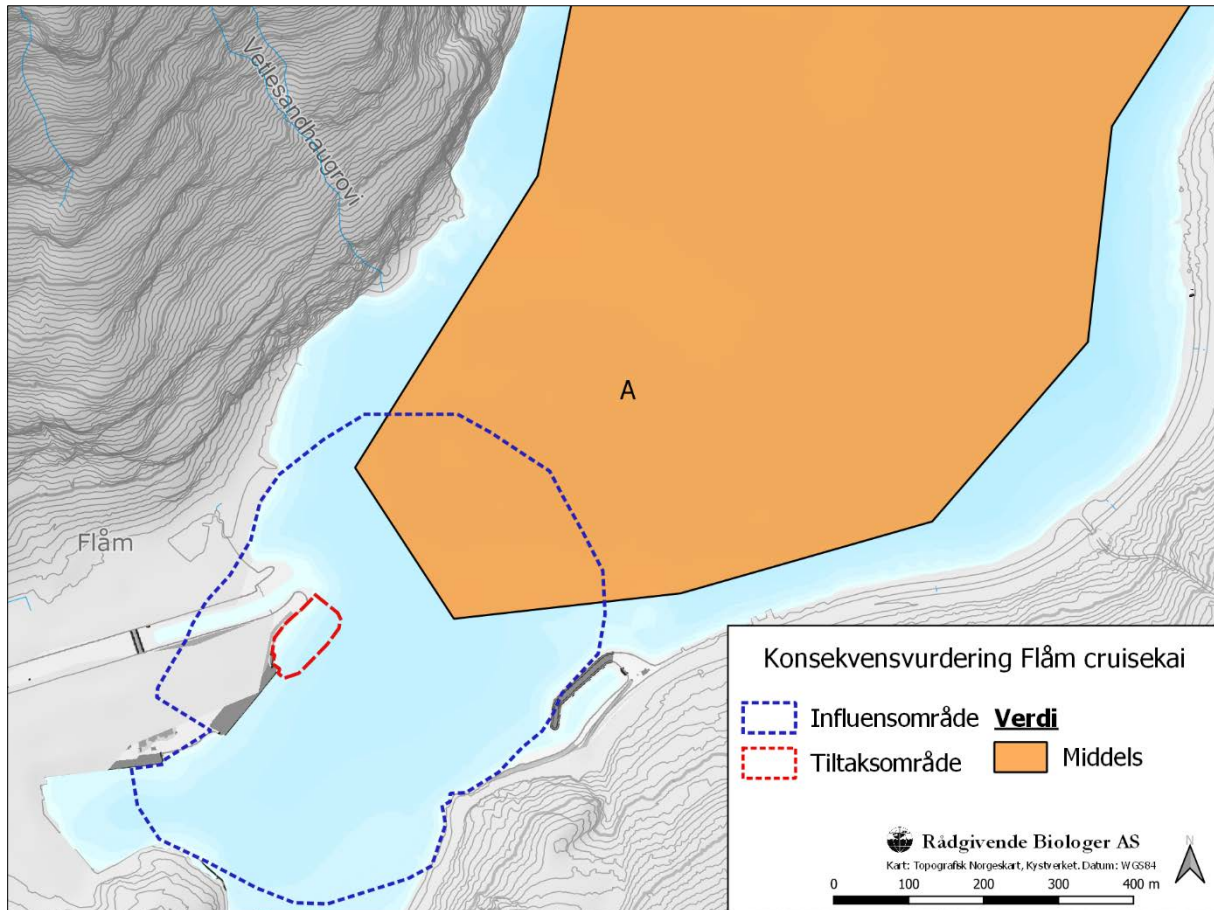 Vetlesandhaugrovi
A
Flåm
Konsekvensvurdering Flåm cruisekai
Influensområde Verdi
Tiltaksområde Middels
Rådgivende Biologer AS
Kart: Topografisk Norgeskart, Kystverket. Datum: WGS84
N
0 100 200 300 400 m